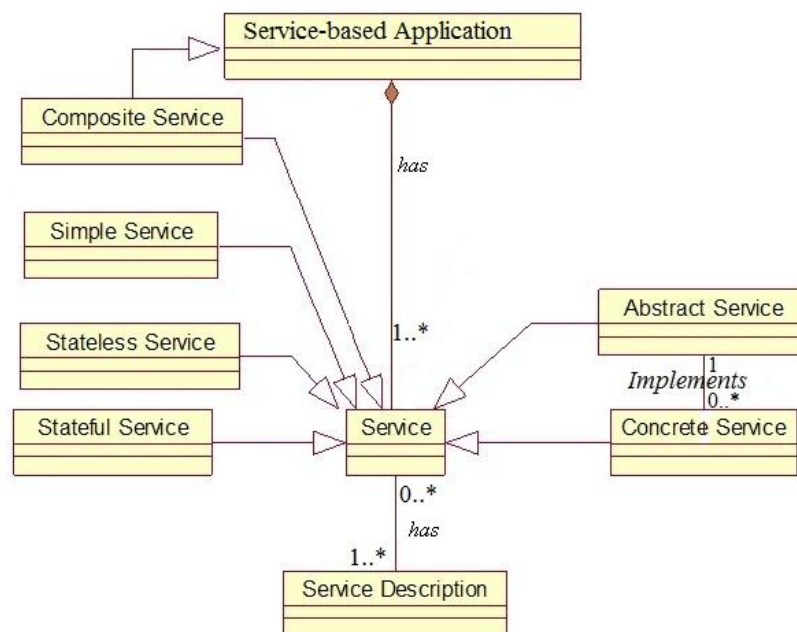 Service-based Application
Composite Service
has
Simple Service
Abstract Service
Stateless Service
1..*
1
Implements
0..*
Stateful Service
Service
Concrete Service
0..*
has
1..*
Service Description